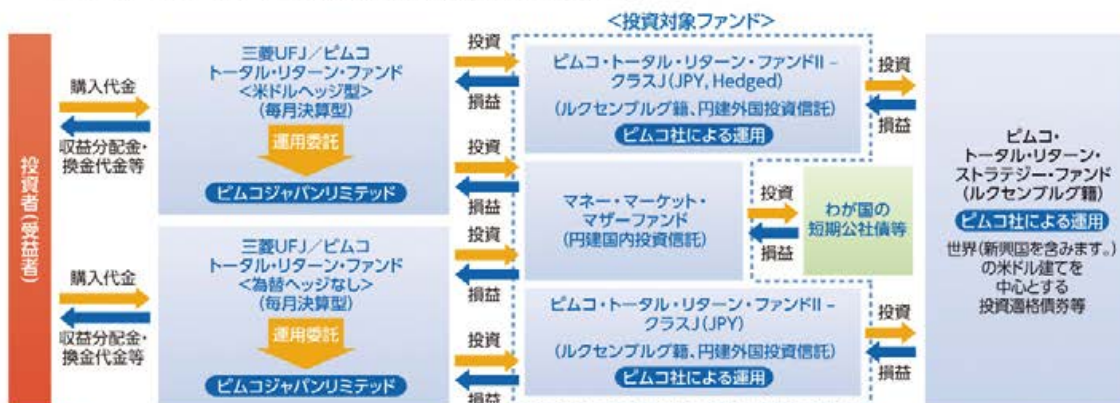 <投資対象ファンド>
投資者(受益者)
購入代金
収益分配金・
換金代金等
三菱UFJ/ピムコ
トータル・リターン・ファンド
<米ドルヘッジ型>
(毎月決算型)
運用委託
ピムコジャパンリミテッド
投資
損益
投資
損益
ピムコ・トータル・リターン・ファンドII −
クラスJ(JPY, Hedged)
(ルクセンブルグ籍、円建外国投資信託)
ピムコ社による運用
投資
損益
マネー・マーケット・
マザーファンド
(円建国内投資信託)
投資
損益
わが国の
短期公社債等
購入代金
収益分配金・
換金代金等
三菱UFJ/ピムコ
トータル・リターン・ファンド
<為替ヘッジなし>
(毎月決算型)
運用委託
ピムコジャパンリミテッド
投資
損益
投資
損益
ピムコ・トータル・リターン・ファンドII −
クラスJ(JPY)
(ルクセンブルグ籍、円建外国投資信託)
ピムコ社による運用
投資
損益
ピムコ・
トータル・リターン・
ストラテジー・ファンド
(ルクセンブルグ籍)
ピムコ社による運用
世界(新興国を含みます。)
の米ドル建てを
中心とする
投資適格債券等